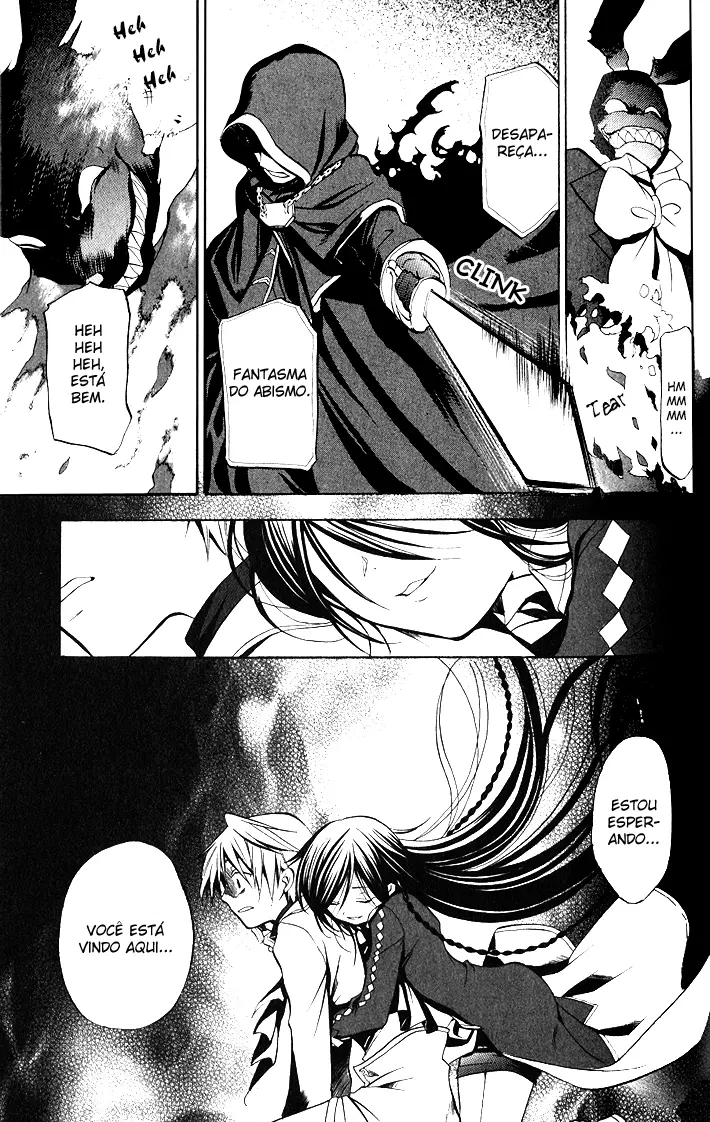 HM
MM
MM
...
Tear
DESAPA-
REÇA...
CLINK
FANTASMA
DO ABISMO.
Heh
Heh
Heh
HEH
HEH
HEH,
ESTÁ
BEM.
ESTOU
ESPER-
ANDO...
VOCÊ ESTÁ
VINDO AQUI...